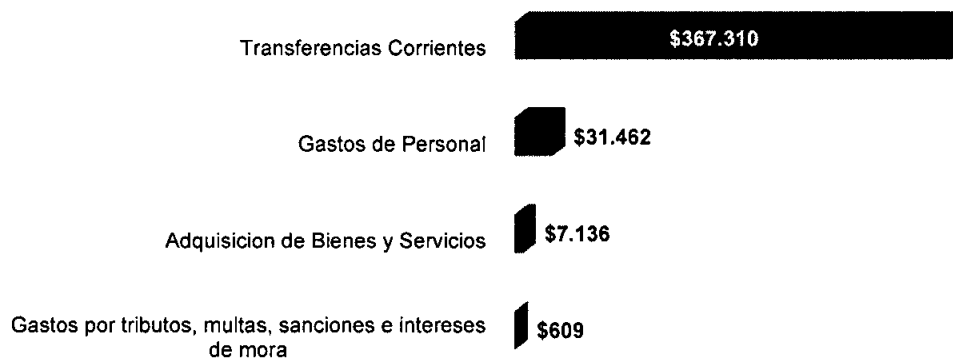 Transferencias Corrientes
$367.310
Gastos de Personal
$31.462
Adquisicion de Bienes y Servicios
$7.136
Gastos por tributos, multas, sanciones e intereses
de mora
$609